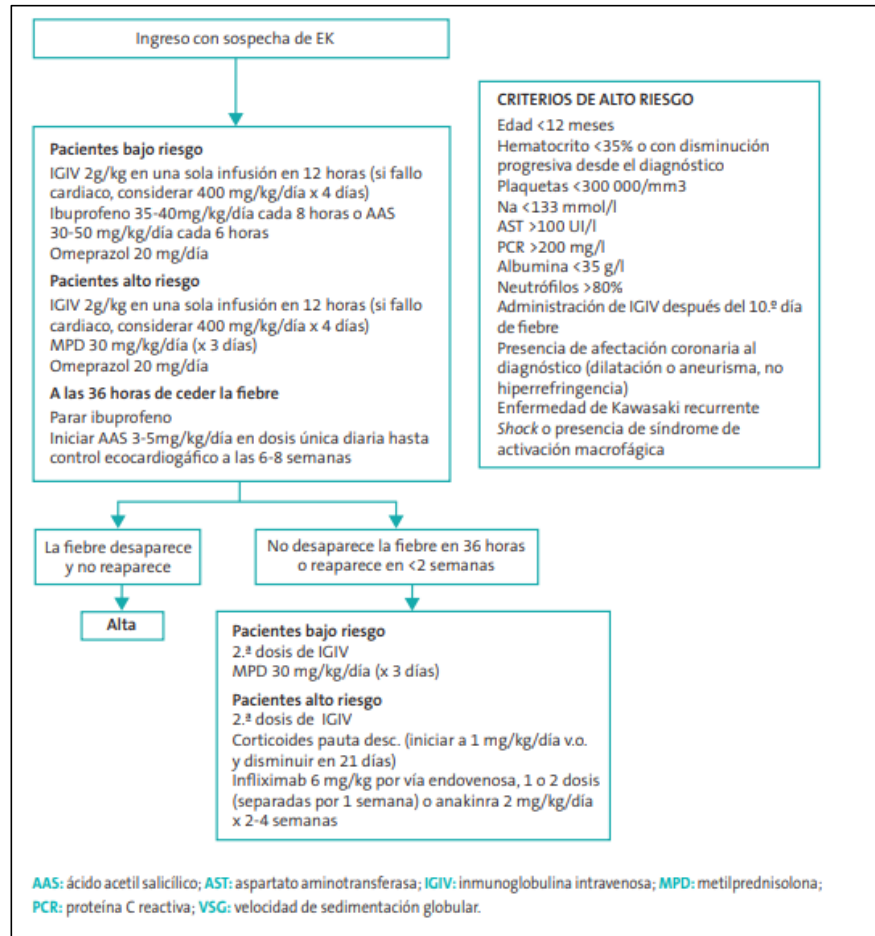 Ingreso con sospecha de EK
Pacientes bajo riesgo
IGIV 2g/kg en una sola infusión en 12 horas (si fallo
cardiaco, considerar 400 mg/kg/día x 4 días)
Ibuprofeno 35-40mg/kg/día cada 8 horas o AAS
30-50 mg/kg/día cada 6 horas
Omeprazol 20 mg/día
Pacientes alto riesgo
IGIV 2g/kg en una sola infusión en 12 horas (si fallo
cardiaco, considerar 400 mg/kg/día x 4 días)
MPD 30 mg/kg/día (x 3 días)
Omeprazol 20 mg/día
A las 36 horas de ceder la fiebre
Parar ibuprofeno
Iniciar AAS 3-5mg/kg/día en dosis única diaria hasta
control ecocardiogáfico a las 6-8 semanas
CRITERIOS DE ALTO RIESGO
Edad <12 meses
Hematocrito <35% o con disminución
progresiva desde el diagnóstico
Plaquetas <300 000/mm3
Na <133 mmol/l
AST >100 UI/l
PCR >200 mg/l
Albumina <35 g/l
Neutrófilos >80%
Administración de IGIV después del 10.º día
de fiebre
Presencia de afectación coronaria al
diagnóstico (dilatación o aneurisma, no
hiperrefringencia)
Enfermedad de Kawasaki recurrente
Shock o presencia de síndrome de
activación macrofágica
La fiebre desaparece
y no reaparece
No desaparece la fiebre en 36 horas
o reaparece en <2 semanas
Alta
Pacientes bajo riesgo
2.ª dosis de IGIV
MPD 30 mg/kg/día (x 3 días)
Pacientes alto riesgo
2.ª dosis de IGIV
Corticoides pauta desc. (iniciar a 1 mg/kg/día v.o.
y disminuir en 21 días)
Infliximab 6 mg/kg por vía endovenosa, 1 o 2 dosis
(separadas por 1 semana) o anakinra 2 mg/kg/día
x 2-4 semanas
AAS: ácido acetil salicílico; AST: aspartato aminotransferasa; IGIV: inmunoglobulina intravenosa; MPD: metilprednisolona;
PCR: proteína C reactiva; VSG: velocidad de sedimentación globular.